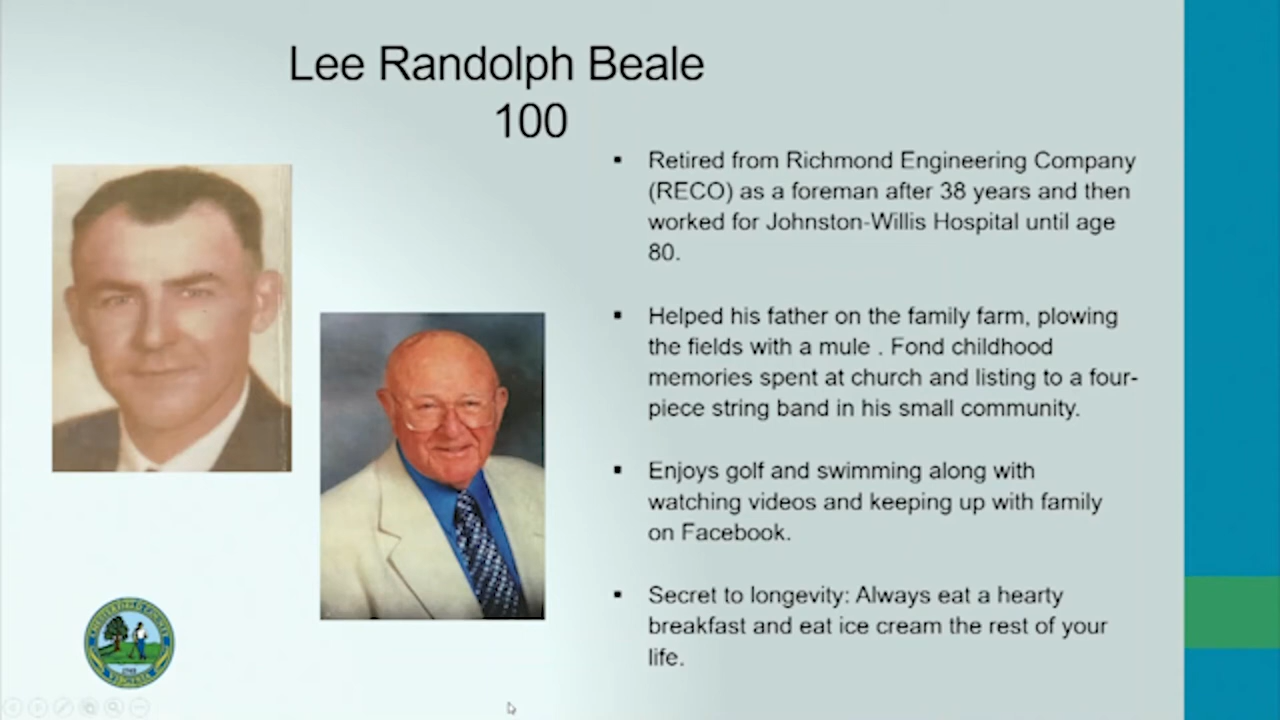 Lee Randolph Beale
100
▪ Retired from Richmond Engineering Company
(RECO) as a foreman after 38 years and then
worked for Johnston-Willis Hospital until age
80.
▪ Helped his father on the family farm, plowing
the fields with a mule . Fond childhood
memories spent at church and listing to a four-
piece string band in his small community.
▪ Enjoys golf and swimming along with
watching videos and keeping up with family
on Facebook.
▪ Secret to longevity: Always eat a hearty
breakfast and eat ice cream the rest of your
life.
CHESTERFIELD COUNTY
1749
VIRGINIA